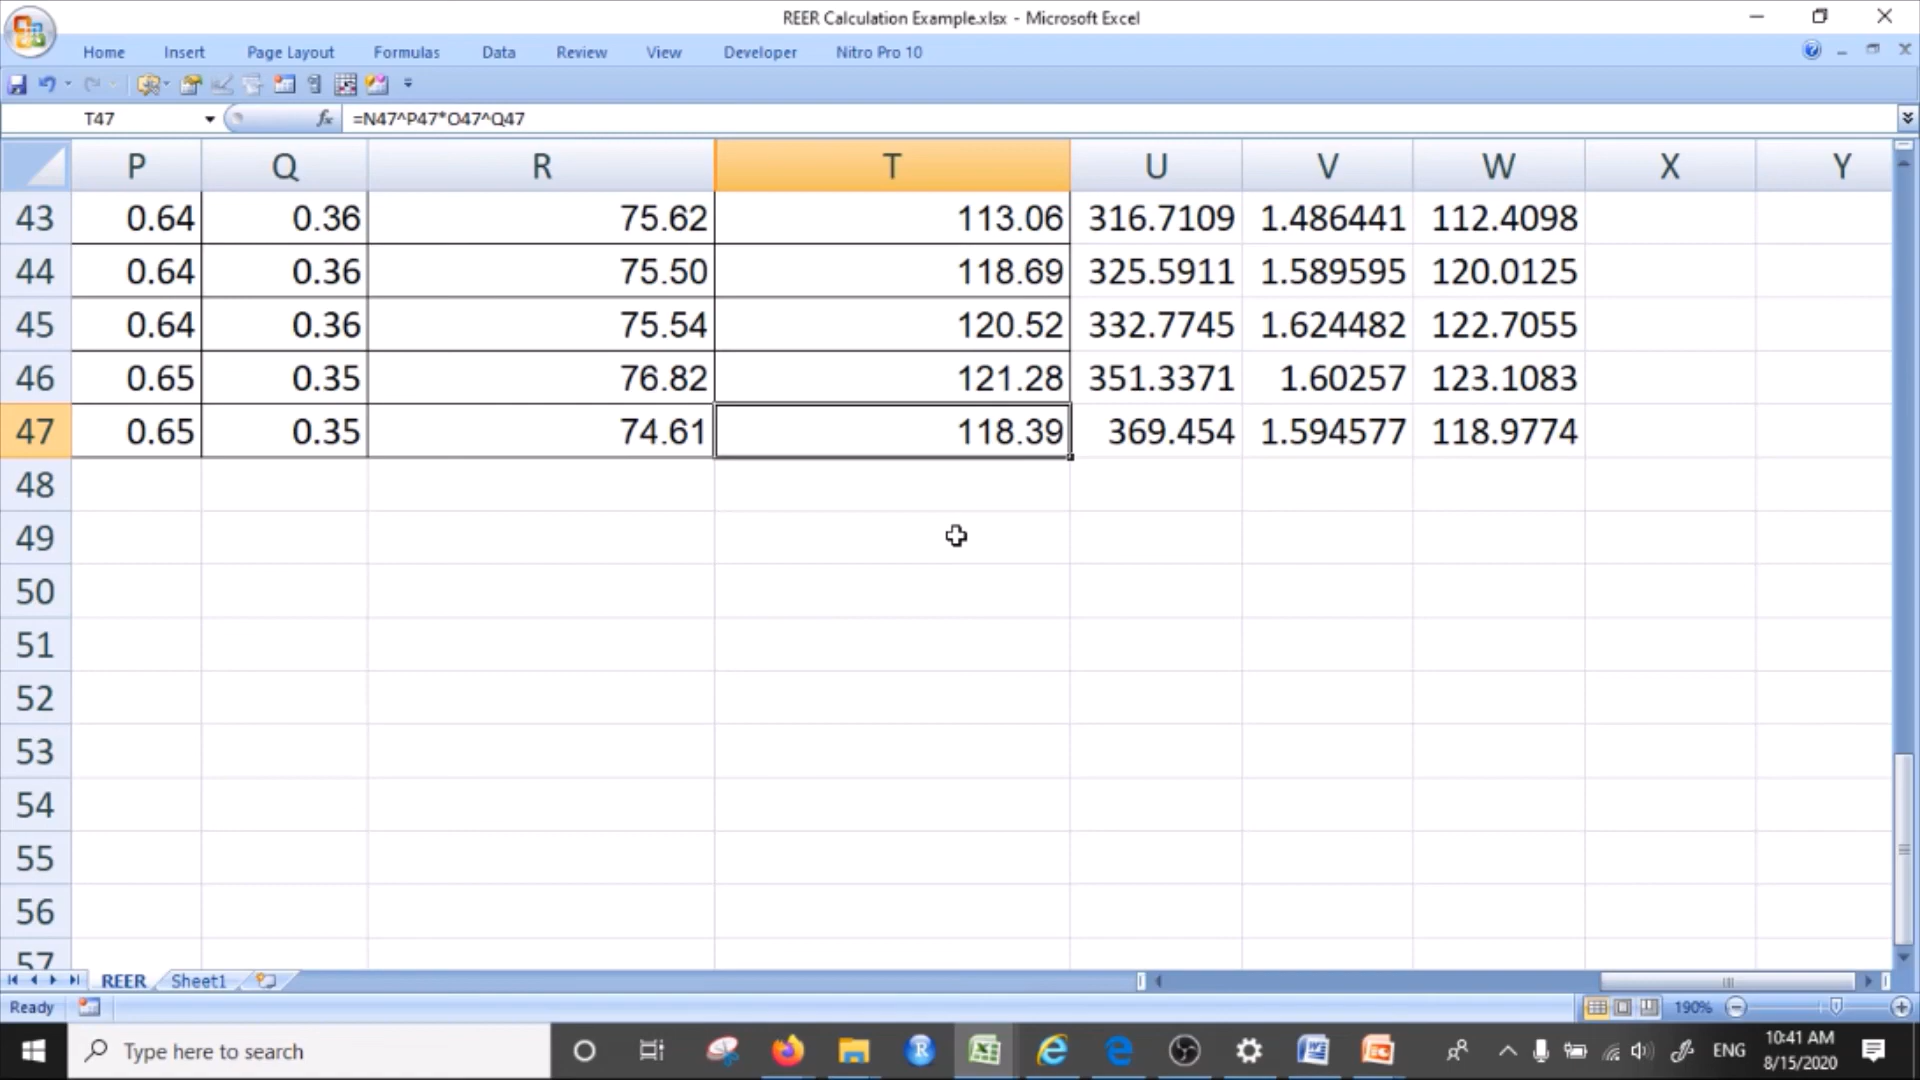 REER Calculation Example.xlsx - Microsoft Excel
Home Insert Page Layout Formulas Data Review View Developer Nitro Pro 10
T47 fx =N47^P47*O47^Q47
P Q R T U V W X Y
43 0.64 0.36 75.62 113.06 316.7109 1.486441 112.4098
44 0.64 0.36 75.50 118.69 325.5911 1.589595 120.0125
45 0.64 0.36 75.54 120.52 332.7745 1.624482 122.7055
46 0.65 0.35 76.82 121.28 351.3371 1.60257 123.1083
47 0.65 0.35 74.61 118.39 369.454 1.594577 118.9774
48
49
50
51
52
53
54
55
56
57
REER Sheet1
Ready 190%
Type here to search ENG 10:41 AM
8/15/2020